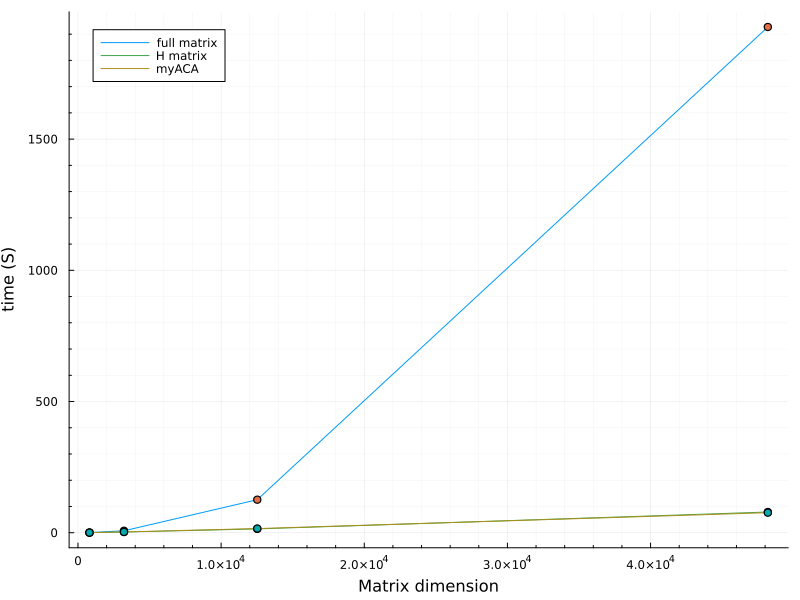 full matrix
H matrix
myACA
time (S)
1500
1000
500
0
0 1.0×10⁴ 2.0×10⁴ 3.0×10⁴ 4.0×10⁴
Matrix dimension